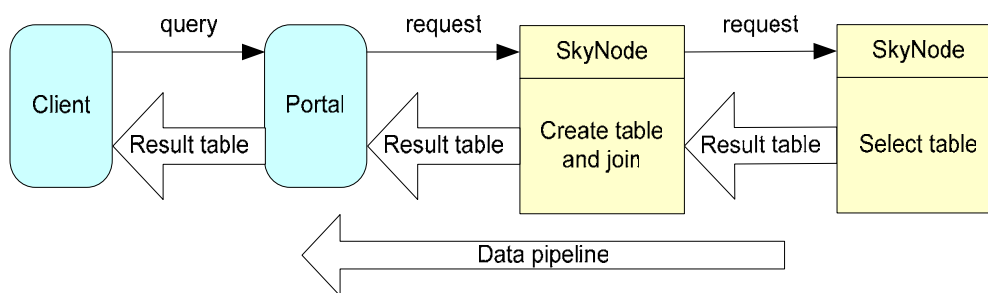 query
request
SkyNode
request
SkyNode
Client
Portal
Result table
Result table
Create table
and join
Result table
Select table
Data pipeline